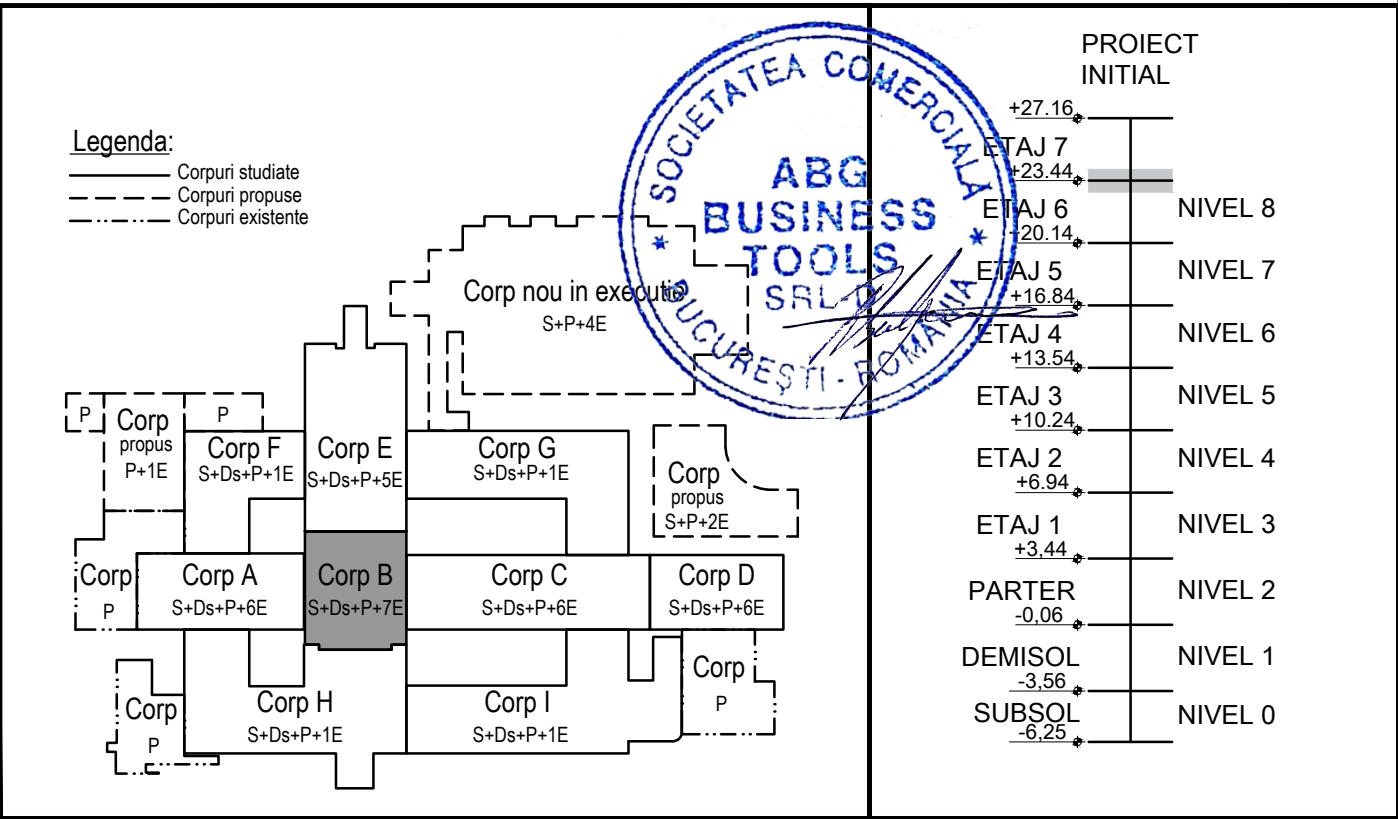 Legenda:
Corpuri studiate
Corpuri propuse
Corpuri existente
Corp nou in executie
S+P+4E
P
Corp
propus
P+1E
P
Corp F
S+Ds+P+1E
Corp E
S+Ds+P+5E
Corp G
S+Ds+P+1E
Corp
propus
S+P+2E
Corp
P
Corp A
S+Ds+P+6E
Corp B
S+Ds+P+7E
Corp C
S+Ds+P+6E
Corp D
S+Ds+P+6E
Corp
P
Corp H
S+Ds+P+1E
Corp I
S+Ds+P+1E
Corp
P
SOCIETATEA COMERCIALĂ
ABG
BUSINESS
TOOLS
SRL-D
* BUCUREŞTI - ROMÂNIA *
PROIECT
INITIAL
+27.16
ETAJ 7
+23.44
ETAJ 6
NIVEL 8
+20.14
ETAJ 5
NIVEL 7
+16.84
ETAJ 4
NIVEL 6
+13.54
ETAJ 3
NIVEL 5
+10.24
ETAJ 2
NIVEL 4
+6.94
ETAJ 1
NIVEL 3
+3,44
PARTER
NIVEL 2
-0,06
DEMISOL
NIVEL 1
-3,56
SUBSOL
NIVEL 0
-6,25